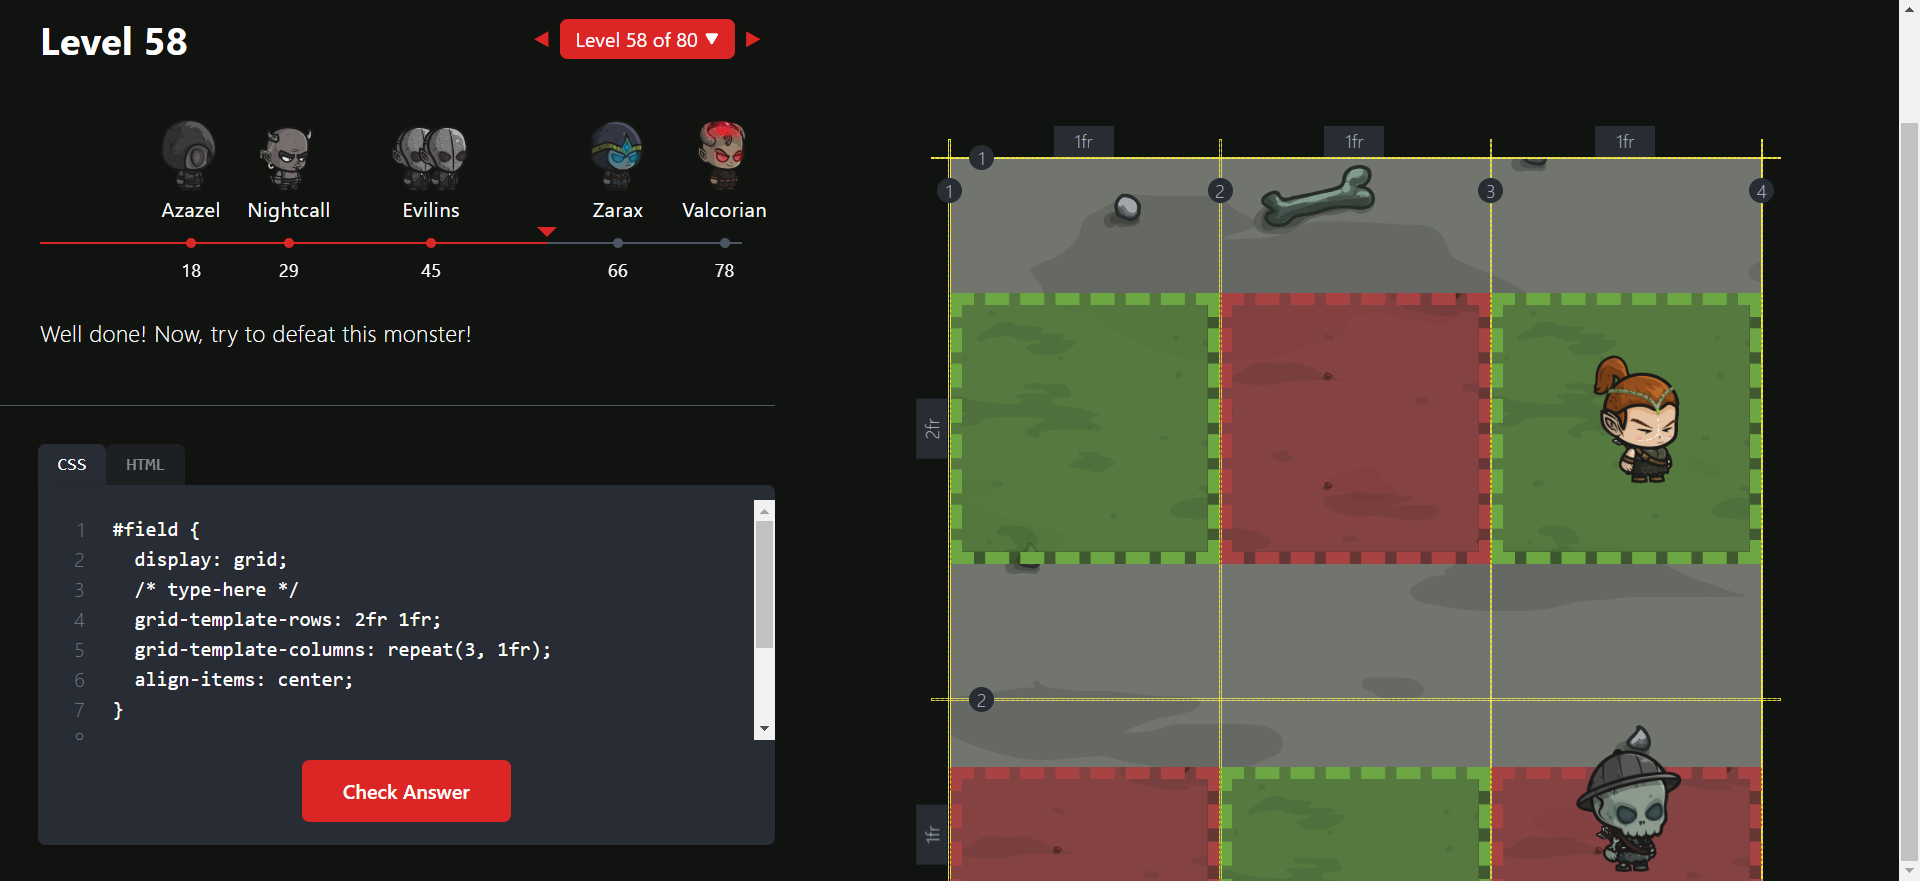 Level 58
Level 58 of 80 ▼
Azazel
Nightcall
Evilins
Zarax
Valcorian
18
29
45
66
78
Well done! Now, try to defeat this monster!
CSS
HTML
1 #field {
2 display: grid;
3 /* type-here */
4 grid-template-rows: 2fr 1fr;
5 grid-template-columns: repeat(3, 1fr);
6 align-items: center;
7 }
Check Answer
1fr
1fr
1fr
1
1
2
3
4
2fr
2
1fr